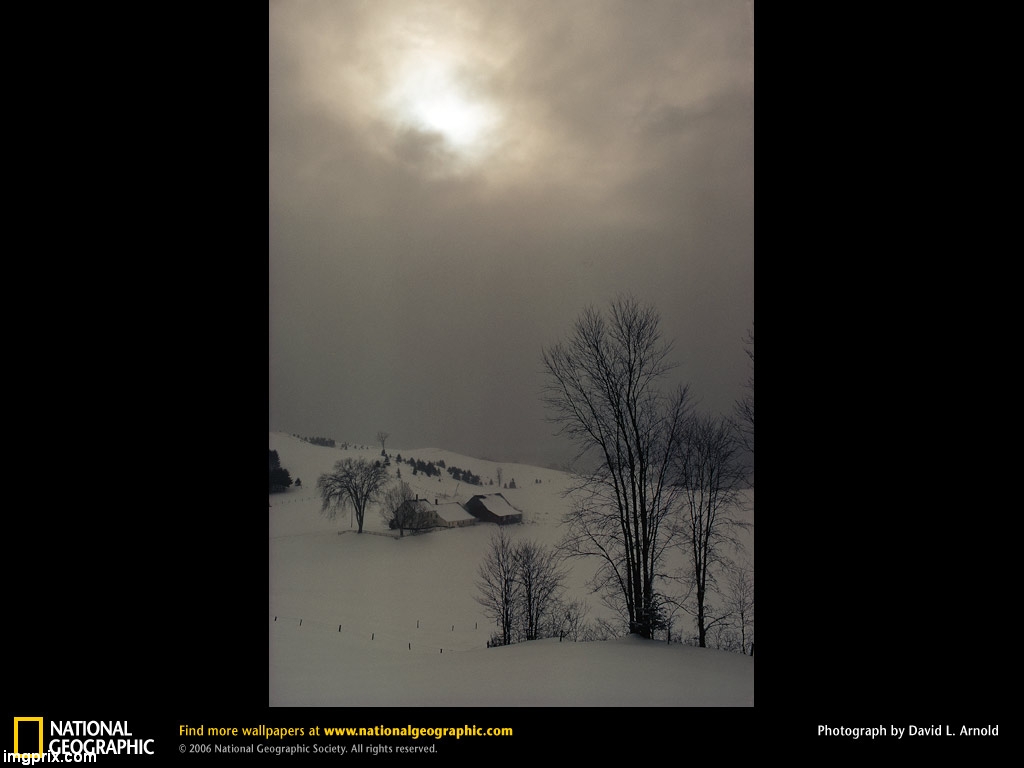 NATIONAL
GEOGRAPHIC
Find more wallpapers at www.nationalgeographic.com
© 2006 National Geographic Society. All rights reserved.
Photograph by David L. Arnold
imgprix.com